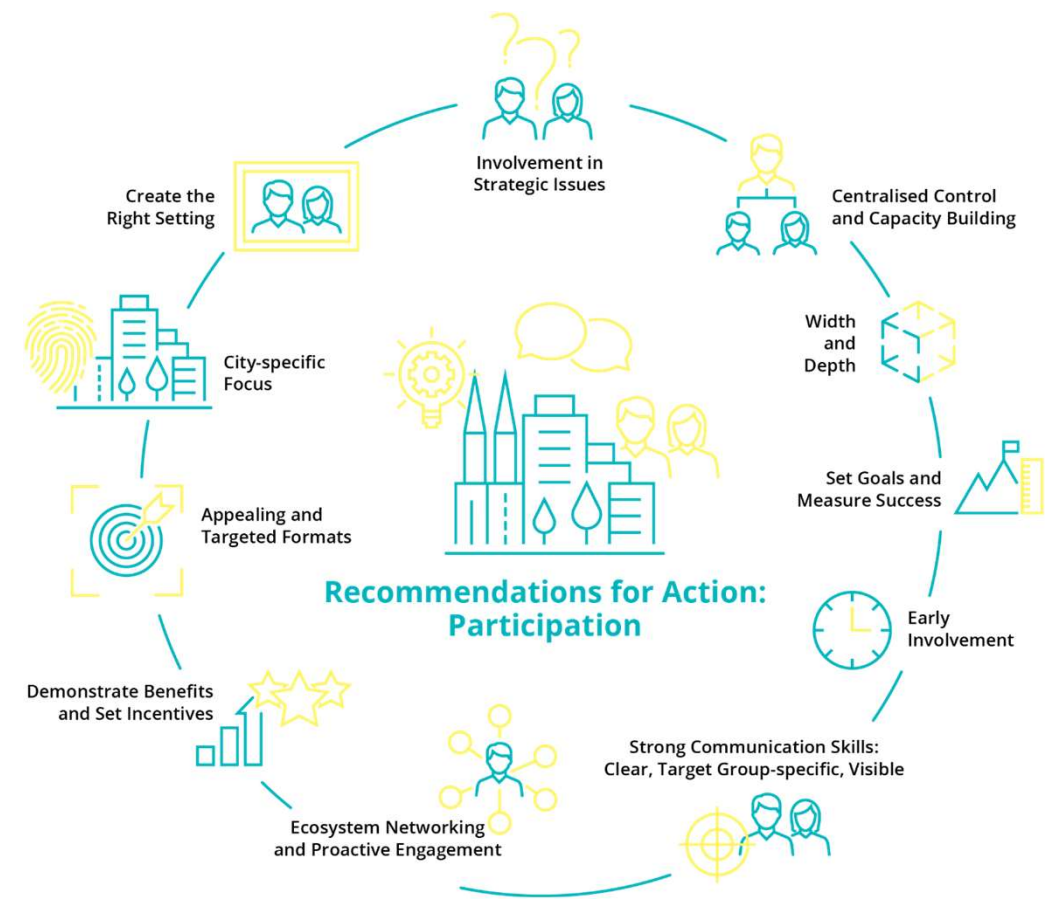 Involvement in
Strategic Issues
Centralised Control
and Capacity Building
Width
and
Depth
Set Goals and
Measure Success
Early
Involvement
Strong Communication Skills:
Clear, Target Group-specific, Visible
Ecosystem Networking
and Proactive Engagement
Demonstrate Benefits
and Set Incentives
Appealing and
Targeted Formats
City-specific
Focus
Create the
Right Setting
Recommendations for Action:
Participation